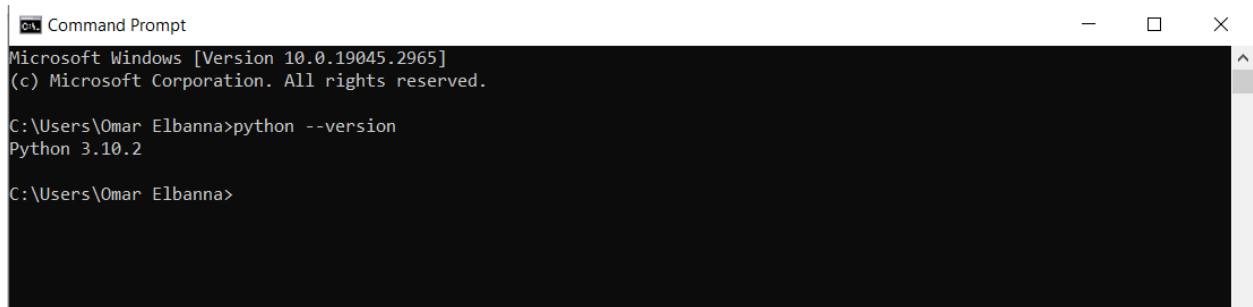 Command Prompt
Microsoft Windows [Version 10.0.19045.2965]
(c) Microsoft Corporation. All rights reserved.
C:\Users\Omar Elbanna>python --version
Python 3.10.2
C:\Users\Omar Elbanna>